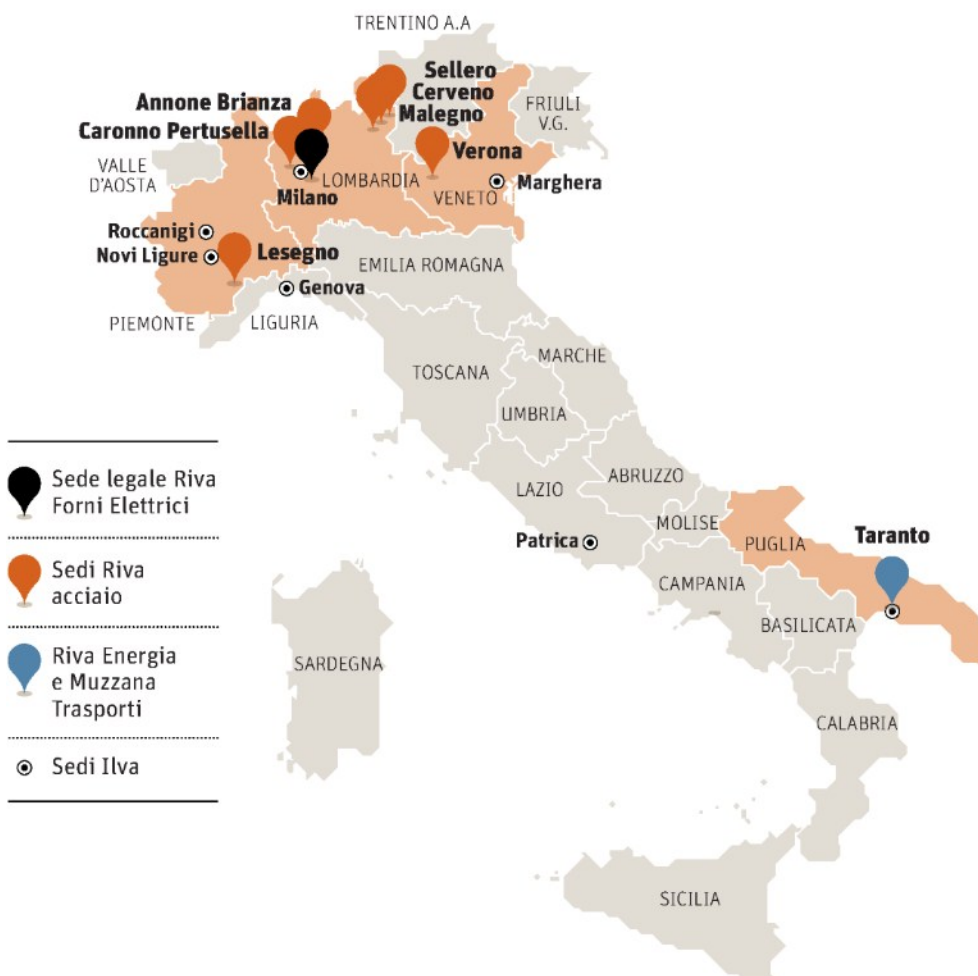 TRENTINO A.A
Sellero
Cerveno
Malegno
Annone Brianza
Caronno Pertusella
FRIULI
V.G.
Verona
VALLE
D'AOSTA
LOMBARDIA
Milano
VENETO
Marghera
Roccanigi
Novi Ligure
Lesegno
EMILIA ROMAGNA
Genova
PIEMONTE
LIGURIA
MARCHE
TOSCANA
UMBRIA
ABRUZZO
LAZIO
MOLISE
Patrica
PUGLIA
Taranto
CAMPANIA
BASILICATA
SARDEGNA
CALABRIA
SICILIA
Sede legale Riva
Forni Elettrici
Sedi Riva
acciaio
Riva Energia
e Muzzana
Trasporti
Sedi Ilva